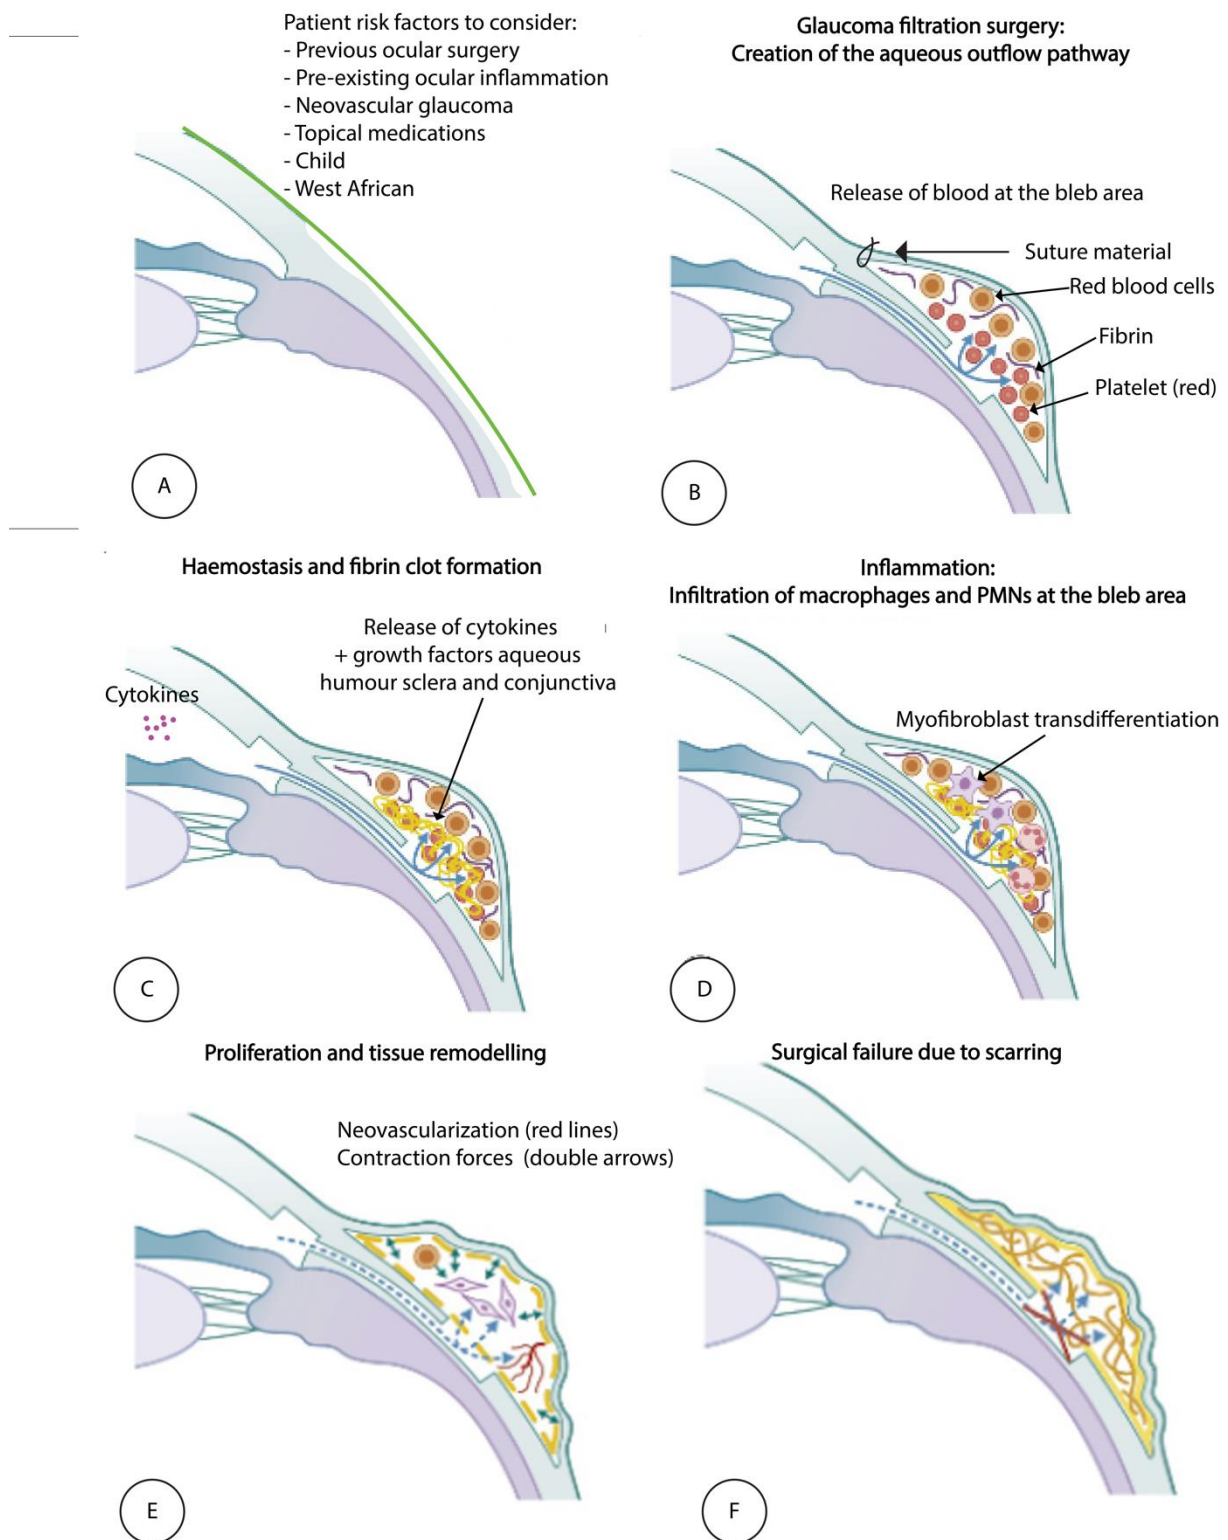 Patient risk factors to consider:
- Previous ocular surgery
- Pre-existing ocular inflammation
- Neovascular glaucoma
- Topical medications
- Child
- West African
A
Glaucoma filtration surgery:
Creation of the aqueous outflow pathway
Release of blood at the bleb area
Suture material
Red blood cells
Fibrin
Platelet (red)
B
Haemostasis and fibrin clot formation
Release of cytokines
+ growth factors aqueous
humour sclera and conjunctiva
Cytokines
C
Inflammation:
Infiltration of macrophages and PMNs at the bleb area
Myofibroblast transdifferentiation
D
Proliferation and tissue remodelling
Neovascularization (red lines)
Contraction forces (double arrows)
E
Surgical failure due to scarring
F